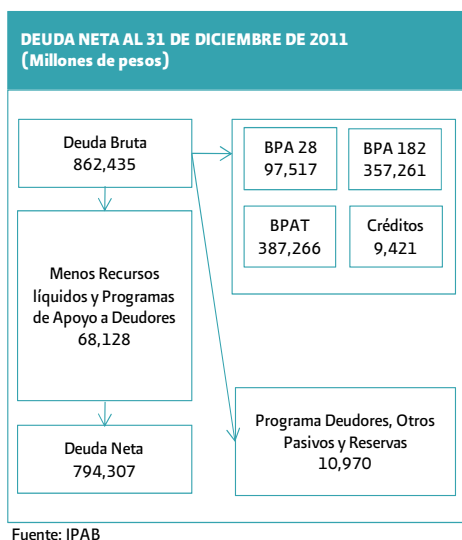 DEUDA NETA AL 31 DE DICIEMBRE DE 2011
(Millones de pesos)
Deuda Bruta
862,435
BPA 28
97,517
BPA 182
357,261
BPAT
387,266
Créditos
9,421
Menos Recursos
líquidos y Programas
de Apoyo a Deudores
68,128
Programa Deudores, Otros
Pasivos y Reservas
10,970
Deuda Neta
794,307
Fuente: IPAB